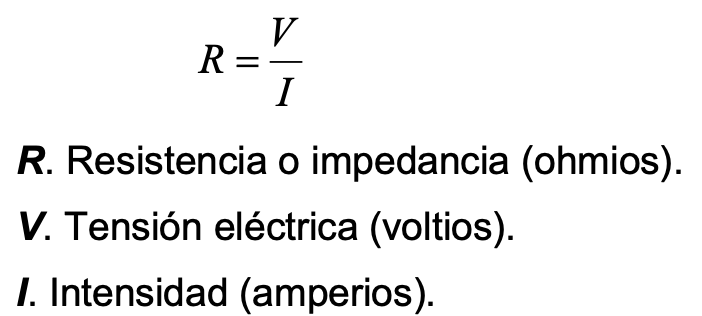 R = V / I
R. Resistencia o impedancia (ohmios).
V. Tensión eléctrica (voltios).
I. Intensidad (amperios).